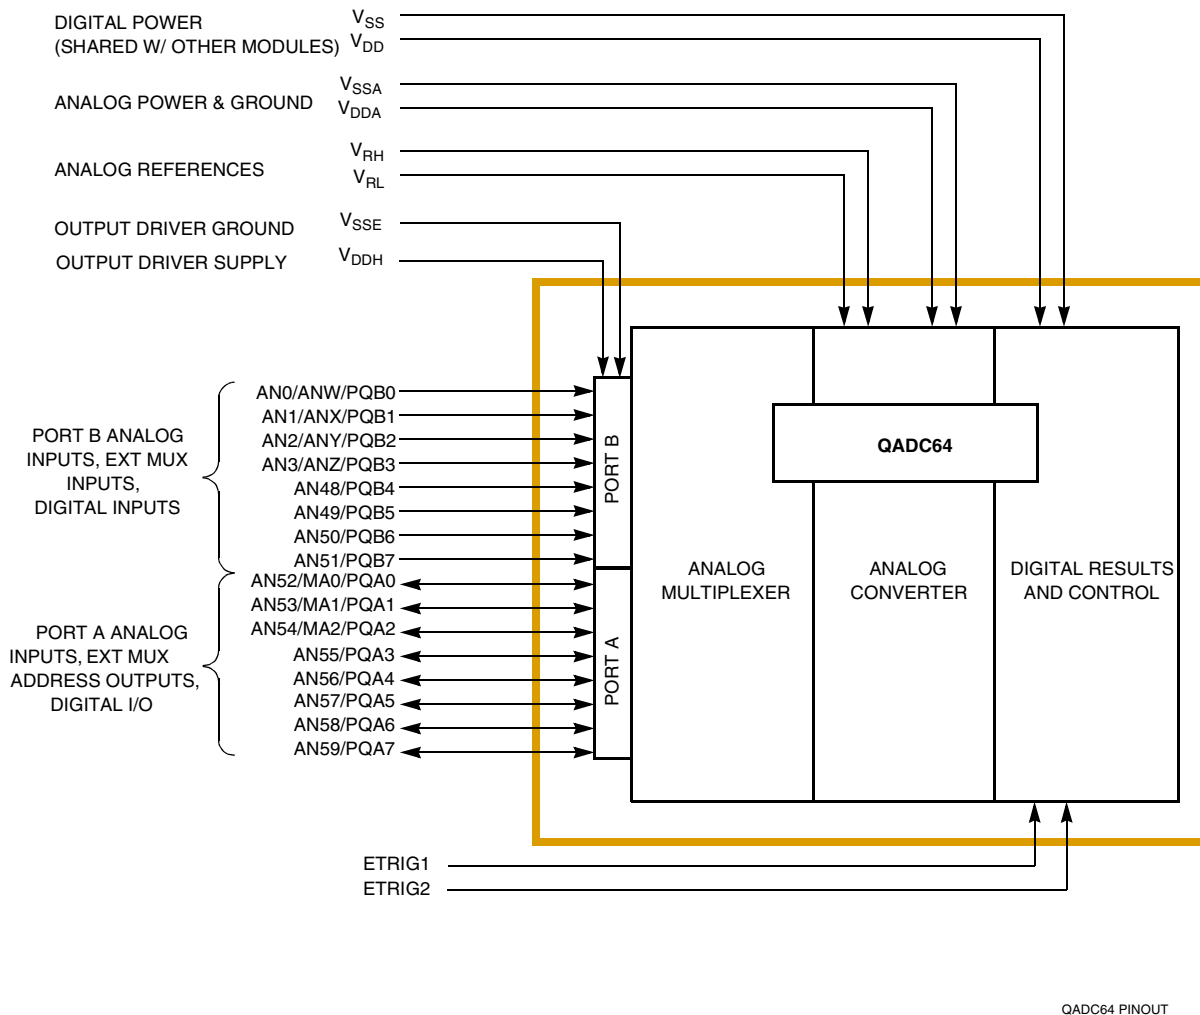 DIGITAL POWER
(SHARED W/ OTHER MODULES)
VSS
VDD
ANALOG POWER & GROUND
VSSA
VDDA
ANALOG REFERENCES
VRH
VRL
OUTPUT DRIVER GROUND
VSSE
OUTPUT DRIVER SUPPLY
VDDH
PORT B ANALOG
INPUTS, EXT MUX
INPUTS,
DIGITAL INPUTS
AN0/ANW/PQB0
AN1/ANX/PQB1
AN2/ANY/PQB2
AN3/ANZ/PQB3
AN48/PQB4
AN49/PQB5
AN50/PQB6
AN51/PQB7
PORT A ANALOG
INPUTS, EXT MUX
ADDRESS OUTPUTS,
DIGITAL I/O
AN52/MA0/PQA0
AN53/MA1/PQA1
AN54/MA2/PQA2
AN55/PQA3
AN56/PQA4
AN57/PQA5
AN58/PQA6
AN59/PQA7
PORT B
PORT A
QADC64
ANALOG
MULTIPLEXER
ANALOG
CONVERTER
DIGITAL RESULTS
AND CONTROL
ETRIG1
ETRIG2
QADC64 PINOUT